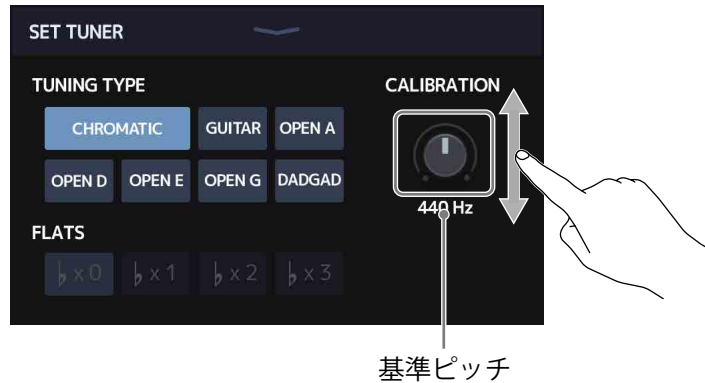 SET TUNER
TUNING TYPE
CHROMATIC GUITAR OPEN A
OPEN D OPEN E OPEN G DADGAD
FLATS
♭x0 ♭x1 ♭x2 ♭x3
CALIBRATION
440 Hz
基準ピッチ